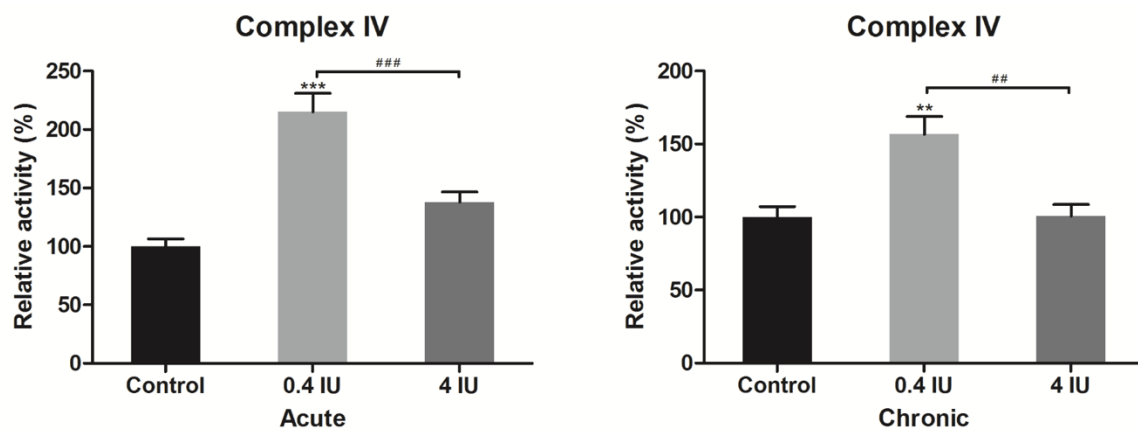 Complex IV
Relative activity (%)
250
200
150
100
50
0
***
###
Control
0.4 IU
4 IU
Acute
Complex IV
Relative activity (%)
200
150
100
50
0
**
##
Control
0.4 IU
4 IU
Chronic